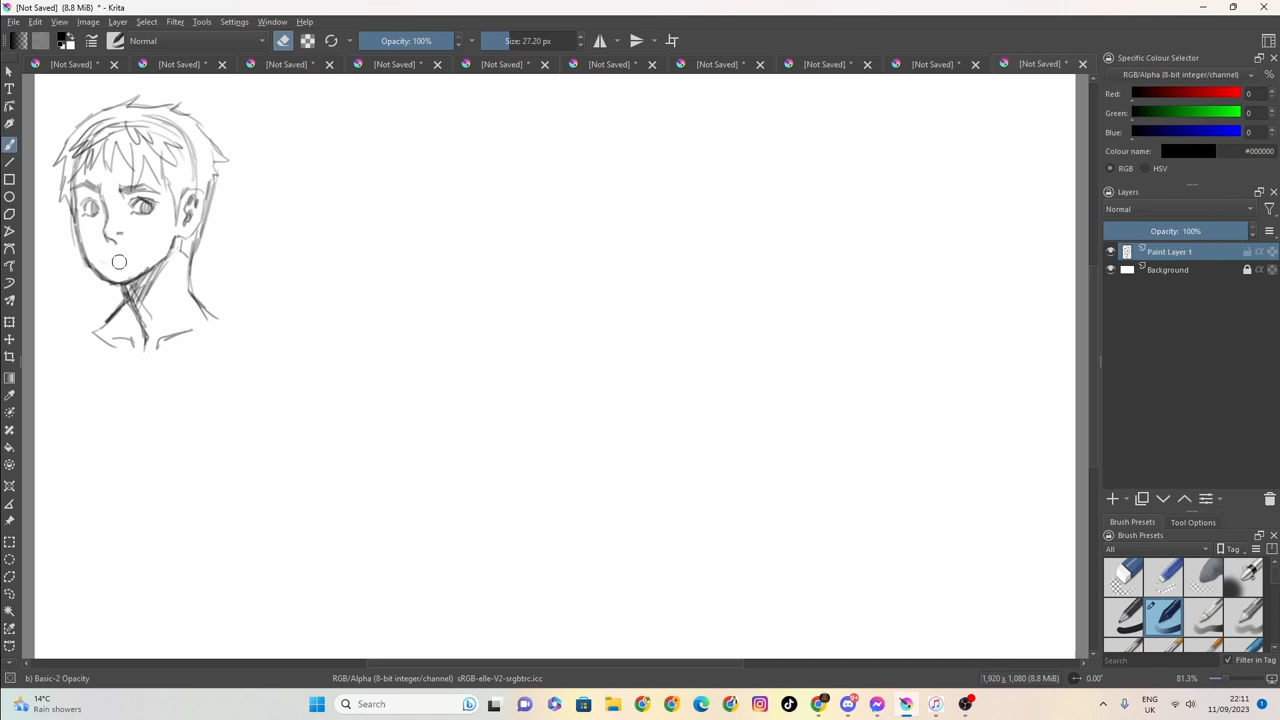 [Not Saved] (8.8 MiB) * - Krita
File Edit View Image Layer Select Filter Tools Settings Window Help
Normal Opacity: 100% Size: 27.20 px
[Not Saved] * [Not Saved] * [Not Saved] * [Not Saved] * [Not Saved] * [Not Saved] * [Not Saved] * [Not Saved] * [Not Saved] * [Not Saved] *
Specific Colour Selector
RGB/Alpha (8-bit integer/channel) %
Red: 0
Green: 0
Blue: 0
Colour name: #000000
RGB HSV
Layers
Normal
Opacity: 100%
Paint Layer 1
Background
Brush Presets Tool Options
Brush Presets
All Tag
Search Filter in Tag
b) Basic-2 Opacity RGB/Alpha (8-bit integer/channel) sRGB-elle-V2-srgbtrc.icc 1,920 x 1,080 (8.8 MiB) 0.00° 81.3%
14°C
Rain showers
Search
ENG
UK
22:11
11/09/2023